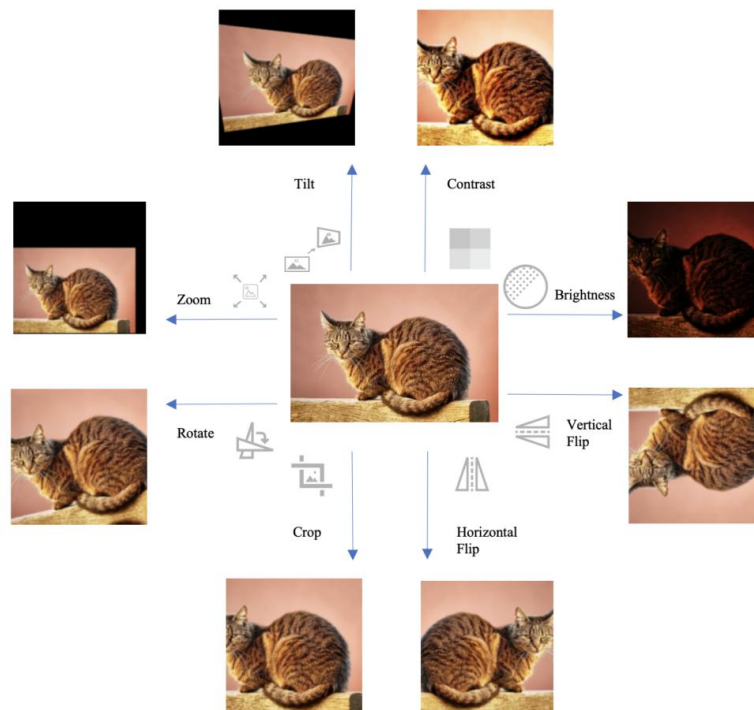 Tilt
Contrast
Zoom
Brightness
Rotate
Vertical
Flip
Crop
Horizontal
Flip